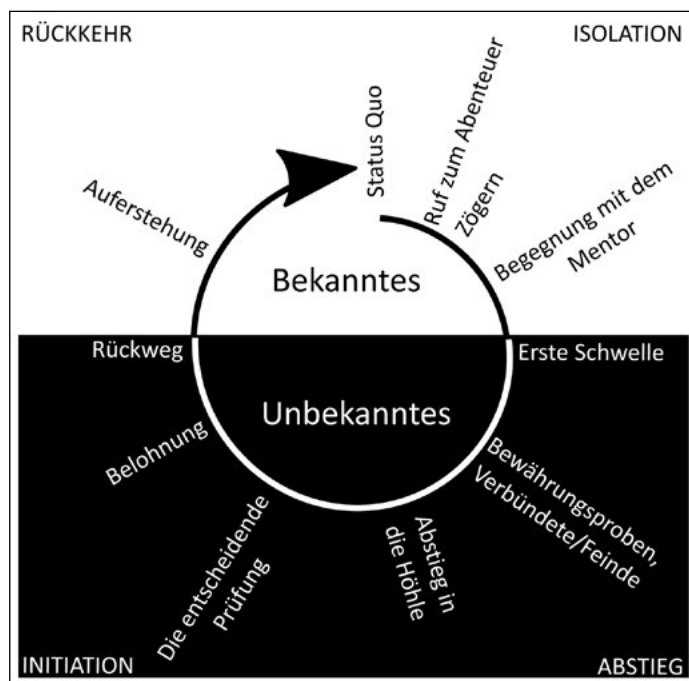 RÜCKKEHR
ISOLATION
Status Quo
Ruf zum Abenteuer
Zögern
Begegnung mit dem
Mentor
Auferstehung
Bekanntes
Rückweg
Erste Schwelle
Unbekanntes
Belohnung
Bewährungsproben,
Verbündete/Feinde
Abstieg in
die Höhle
Die entscheidende
Prüfung
INITIATION
ABSTIEG